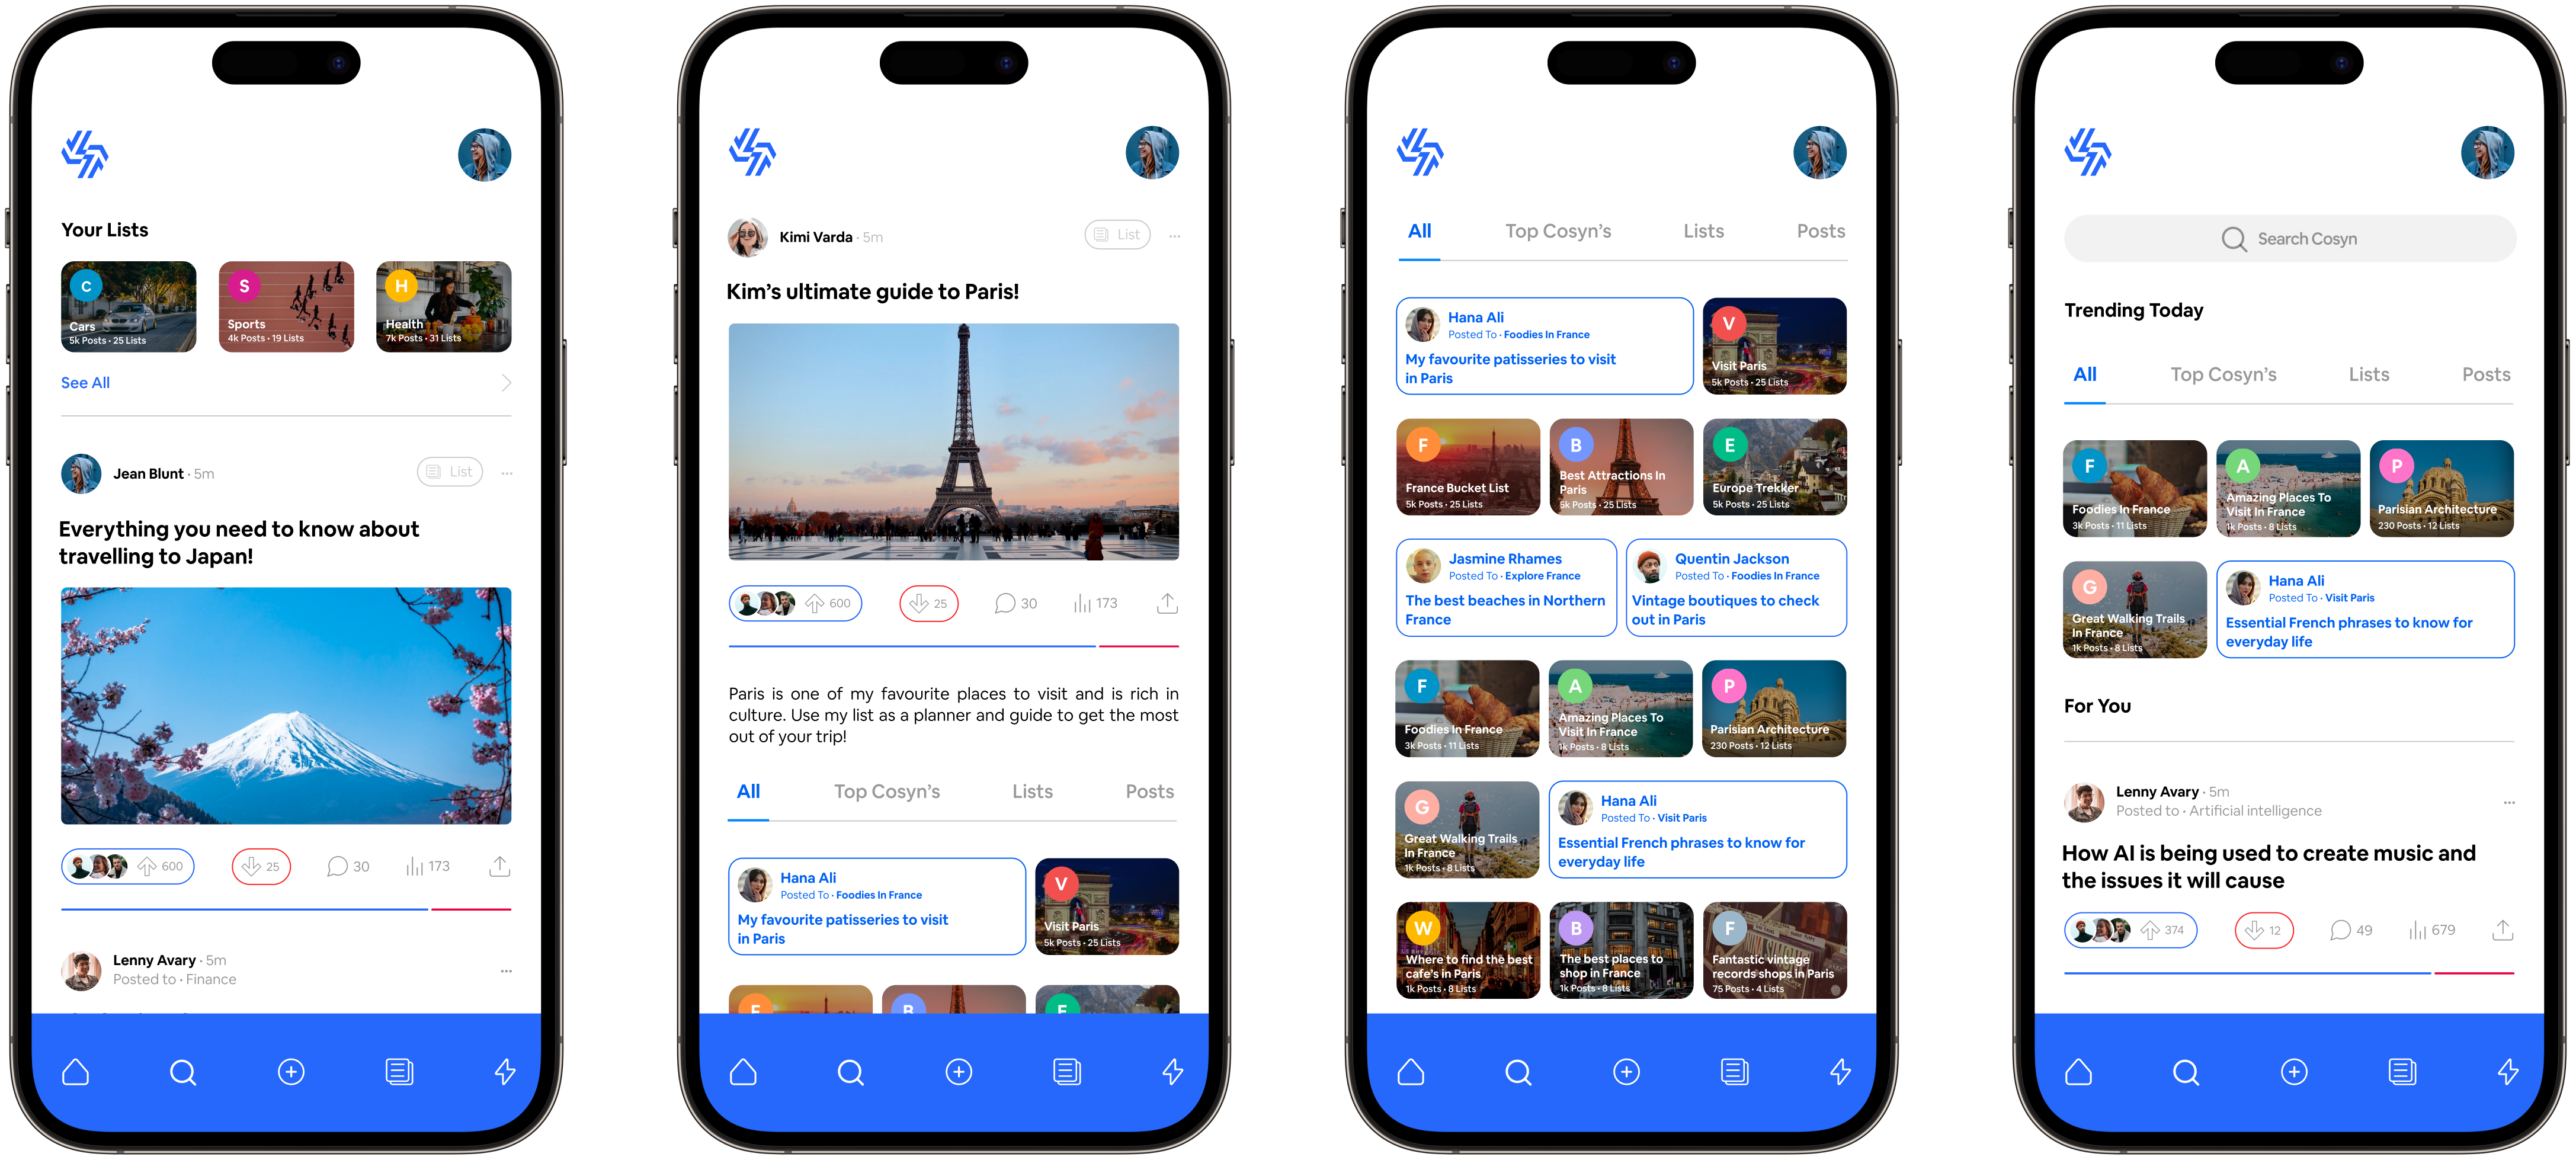 Your Lists
C
Cars
5k Posts • 25 Lists
S
Sports
4k Posts • 19 Lists
H
Health
7k Posts • 31 Lists
See All
Jean Blunt · 5m
List
Everything you need to know about
travelling to Japan!
600
25
30
173
Lenny Avary · 5m
Posted to · Finance
Kimi Varda · 5m
List
Kim's ultimate guide to Paris!
600
25
30
173
Paris is one of my favourite places to visit and is rich in
culture. Use my list as a planner and guide to get the most
out of your trip!
All
Top Cosyn's
Lists
Posts
Hana Ali
Posted To · Foodies In France
My favourite patisseries to visit
in Paris
V
Visit Paris
5k Posts • 25 Lists
F
B
E
All
Top Cosyn's
Lists
Posts
Hana Ali
Posted To · Foodies In France
My favourite patisseries to visit
in Paris
V
Visit Paris
5k Posts • 25 Lists
F
France Bucket List
5k Posts • 25 Lists
B
Best Attractions In
Paris
5k Posts • 25 Lists
E
Europe Trekker
5k Posts • 25 Lists
Jasmine Rhames
Posted To · Explore France
The best beaches in Northern
France
Quentin Jackson
Posted To · Foodies In France
Vintage boutiques to check
out in Paris
F
Foodies In France
3k Posts • 11 Lists
A
Amazing Places To
Visit In France
1k Posts • 8 Lists
P
Parisian Architecture
230 Posts • 12 Lists
G
Great Walking Trails
In France
1k Posts • 8 Lists
Hana Ali
Posted To · Visit Paris
Essential French phrases to know for
everyday life
W
Where to find the best
cafe's in Paris
1k Posts • 8 Lists
B
The best places to
shop in France
1k Posts • 8 Lists
F
Fantastic vintage
records shops in Paris
75 Posts • 4 Lists
Search Cosyn
Trending Today
All
Top Cosyn's
Lists
Posts
F
Foodies In France
3k Posts • 11 Lists
A
Amazing Places To
Visit In France
1k Posts • 8 Lists
P
Parisian Architecture
230 Posts • 12 Lists
G
Great Walking Trails
In France
1k Posts • 8 Lists
Hana Ali
Posted To · Visit Paris
Essential French phrases to know for
everyday life
For You
Lenny Avary · 5m
Posted to · Artificial intelligence
How AI is being used to create music and
the issues it will cause
374
12
49
679